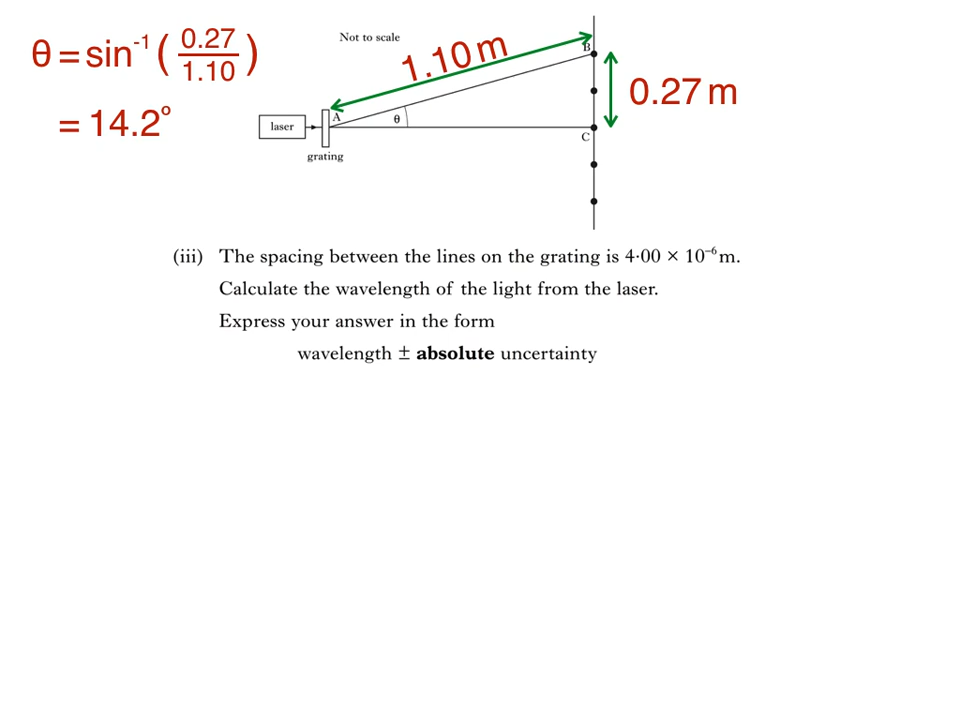 θ = sin⁻¹ ( 0.27 / 1.10 )
= 14.2°
Not to scale
1.10 m
B
0.27 m
A
θ
laser
C
grating
(iii) The spacing between the lines on the grating is 4·00 × 10⁻⁶ m.
Calculate the wavelength of the light from the laser.
Express your answer in the form
wavelength ± absolute uncertainty